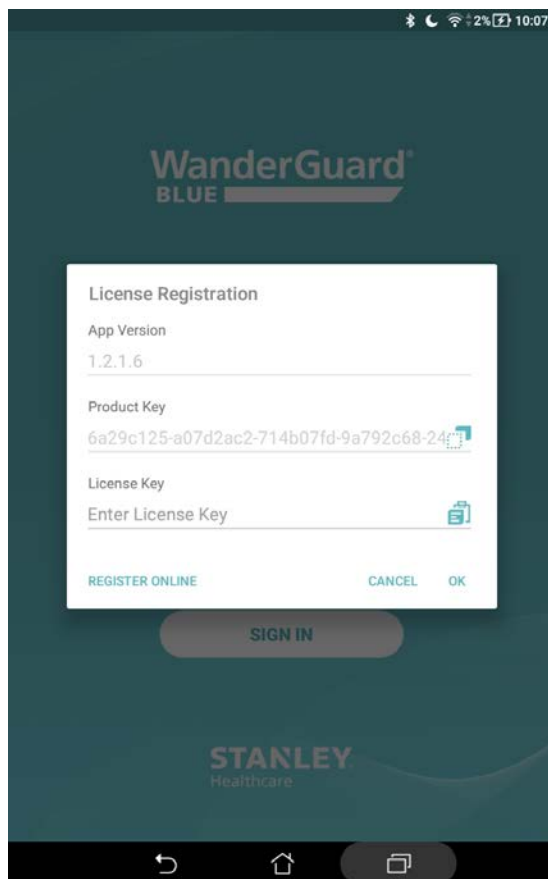 2% 10:07
WanderGuard®
BLUE
License Registration
App Version
1.2.1.6
Product Key
6a29c125-a07d2ac2-714b07fd-9a792c68-24
License Key
Enter License Key
REGISTER ONLINE CANCEL OK
SIGN IN
STANLEY
Healthcare